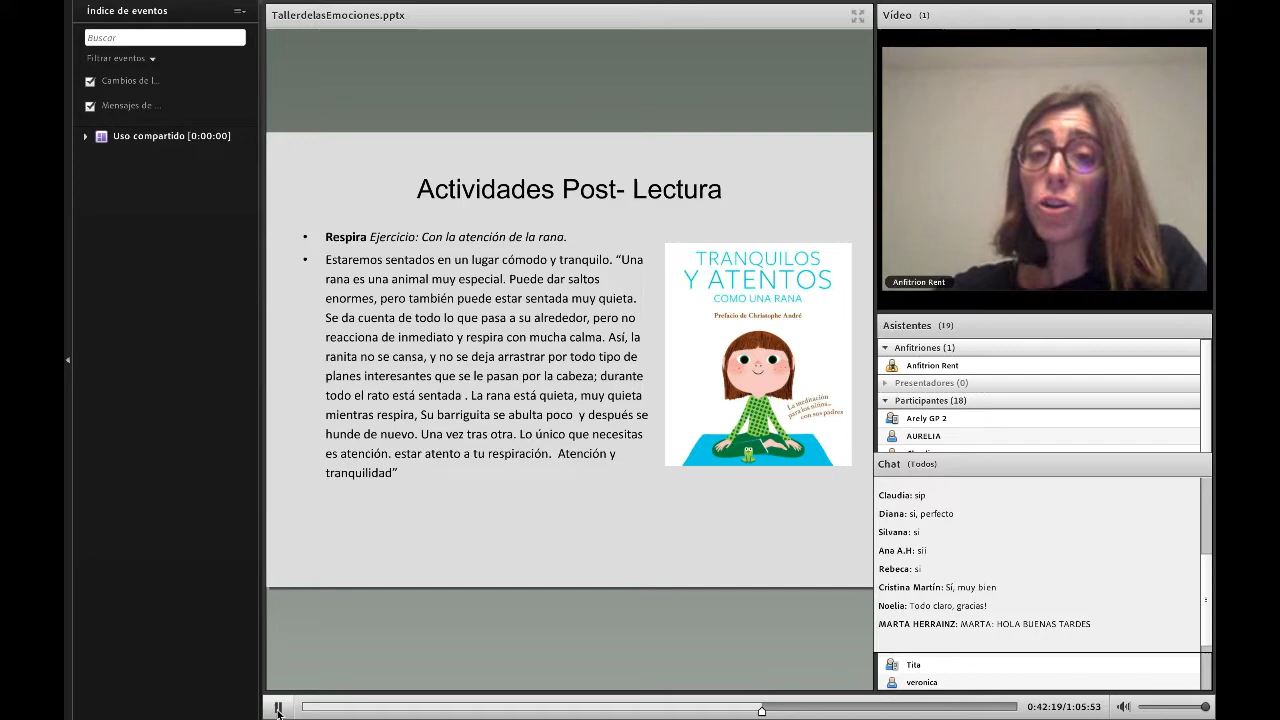 Índice de eventos
Buscar
Filtrar eventos
Cambios de l...
Mensajes de ...
Uso compartido [0:00:00]
TallerdelasEmociones.pptx
Actividades Post- Lectura
• Respira Ejercicio: Con la atención de la rana.
• Estaremos sentados en un lugar cómodo y tranquilo. “Una
rana es una animal muy especial. Puede dar saltos
enormes, pero también puede estar sentada muy quieta.
Se da cuenta de todo lo que pasa a su alrededor, pero no
reacciona de inmediato y respira con mucha calma. Así, la
ranita no se cansa, y no se deja arrastrar por todo tipo de
planes interesantes que se le pasan por la cabeza; durante
todo el rato está sentada . La rana está quieta, muy quieta
mientras respira, Su barriguita se abulta poco y después se
hunde de nuevo. Una vez tras otra. Lo único que necesitas
es atención. estar atento a tu respiración. Atención y
tranquilidad”
TRANQUILOS
Y ATENTOS
COMO UNA RANA
Prefacio de Christophe André
La meditación
para los niños...
con sus padres
Vídeo (1)
Anfitrion Rent
Asistentes (19)
Anfitriones (1)
Anfitrion Rent
Presentadores (0)
Participantes (18)
Arely GP 2
AURELIA
Chat (Todos)
Claudia: sip
Diana: si, perfecto
Silvana: si
Ana A.H: sii
Rebeca: si
Cristina Martín: Sí, muy bien
Noelia: Todo claro, gracias!
MARTA HERRAINZ: MARTA: HOLA BUENAS TARDES
Tita
veronica
0:42:19/1:05:53